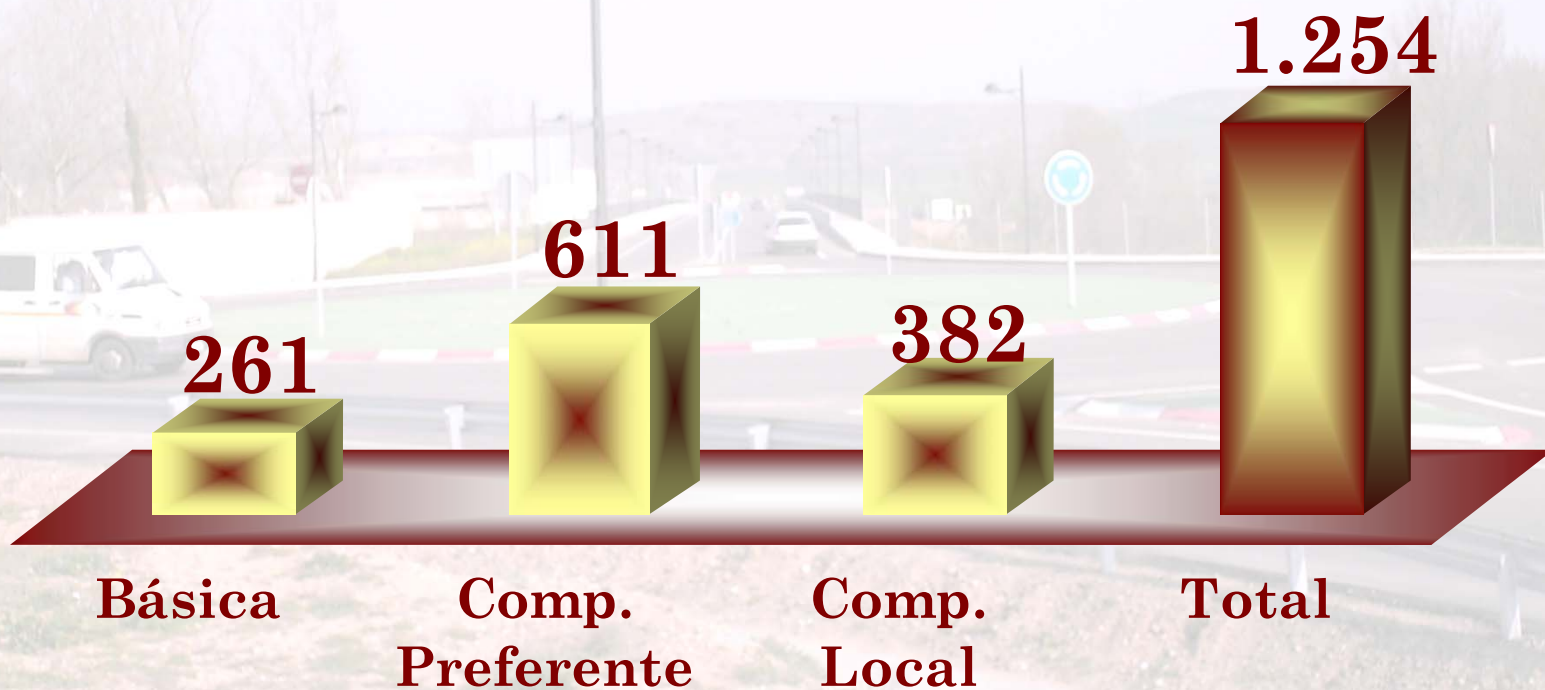 1.254
611
382
261
Básica
Comp.
Preferente
Comp.
Local
Total